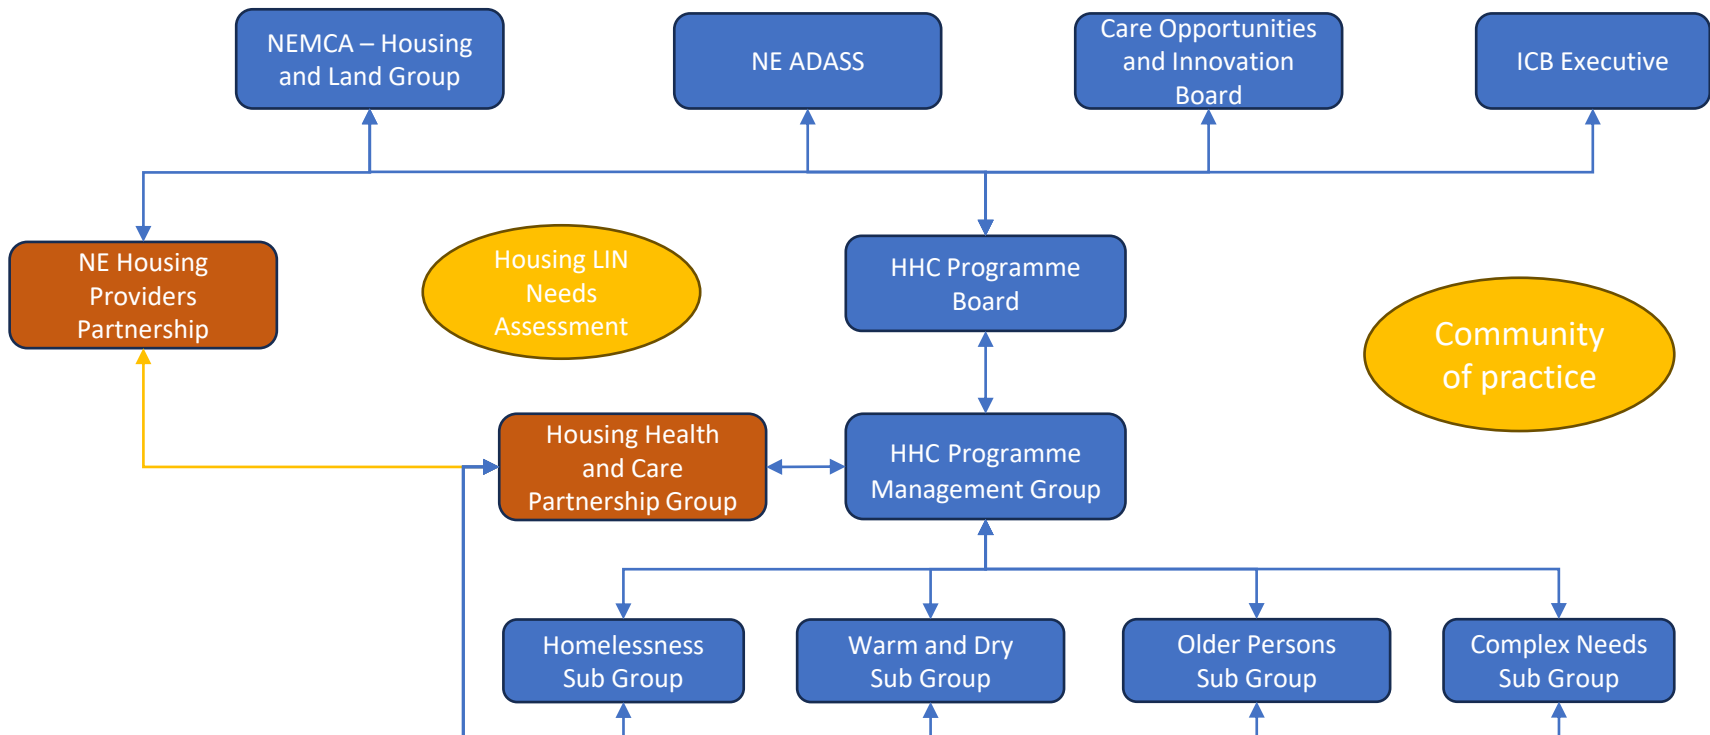 NEMCA – Housing
and Land Group
NE ADASS
Care Opportunities
and Innovation
Board
ICB Executive
NE Housing
Providers
Partnership
Housing LIN
Needs
Assessment
HHC Programme
Board
Community
of practice
Housing Health
and Care
Partnership Group
HHC Programme
Management Group
Homelessness
Sub Group
Warm and Dry
Sub Group
Older Persons
Sub Group
Complex Needs
Sub Group